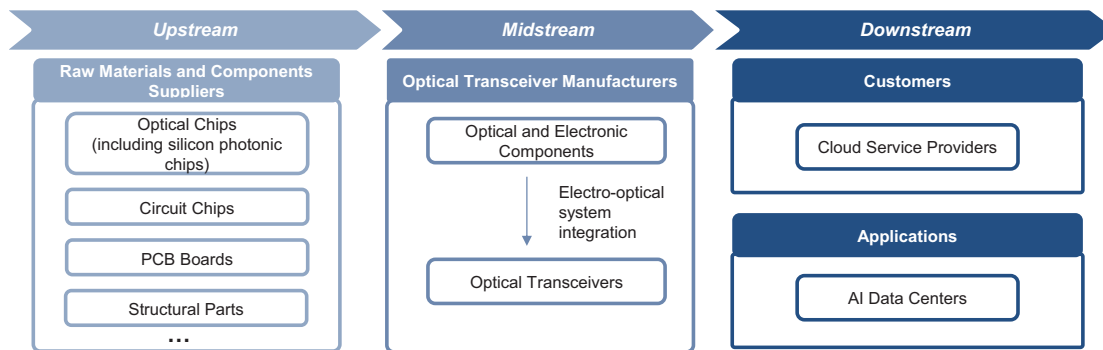 Upstream
Midstream
Downstream
Raw Materials and Components
Suppliers
Optical Chips
(including silicon photonic
chips)
Circuit Chips
PCB Boards
Structural Parts
...
Optical Transceiver Manufacturers
Optical and Electronic
Components
Electro-optical
system
integration
Optical Transceivers
Customers
Cloud Service Providers
Applications
AI Data Centers